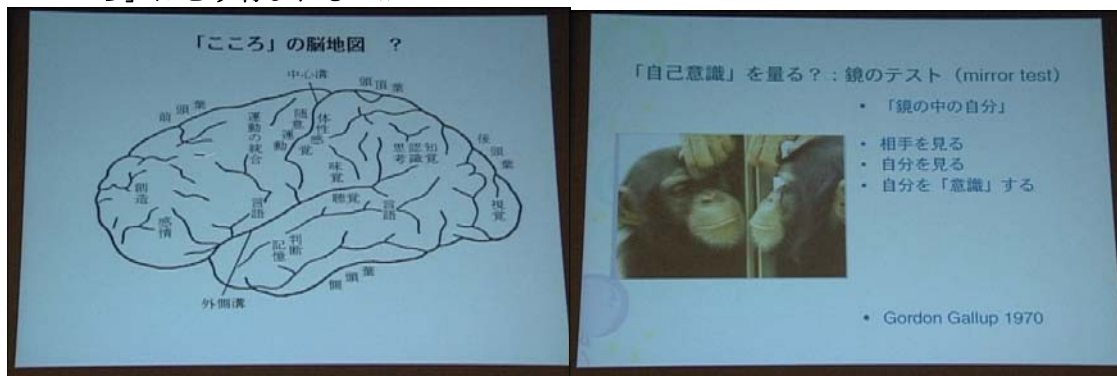 「こころ」の脳地図　？
中心溝
頭頂葉
前頭葉
運動の統合
随意運動
体性感覚
思考
認識
知覚
後頭葉
味覚
聴覚
言語
創造
言語
視覚
感情
記憶
判断
側頭葉
外側溝
「自己意識」を量る？：鏡のテスト（mirror test）
• 「鏡の中の自分」
• 相手を見る
• 自分を見る
• 自分を「意識」する
• Gordon Gallup 1970